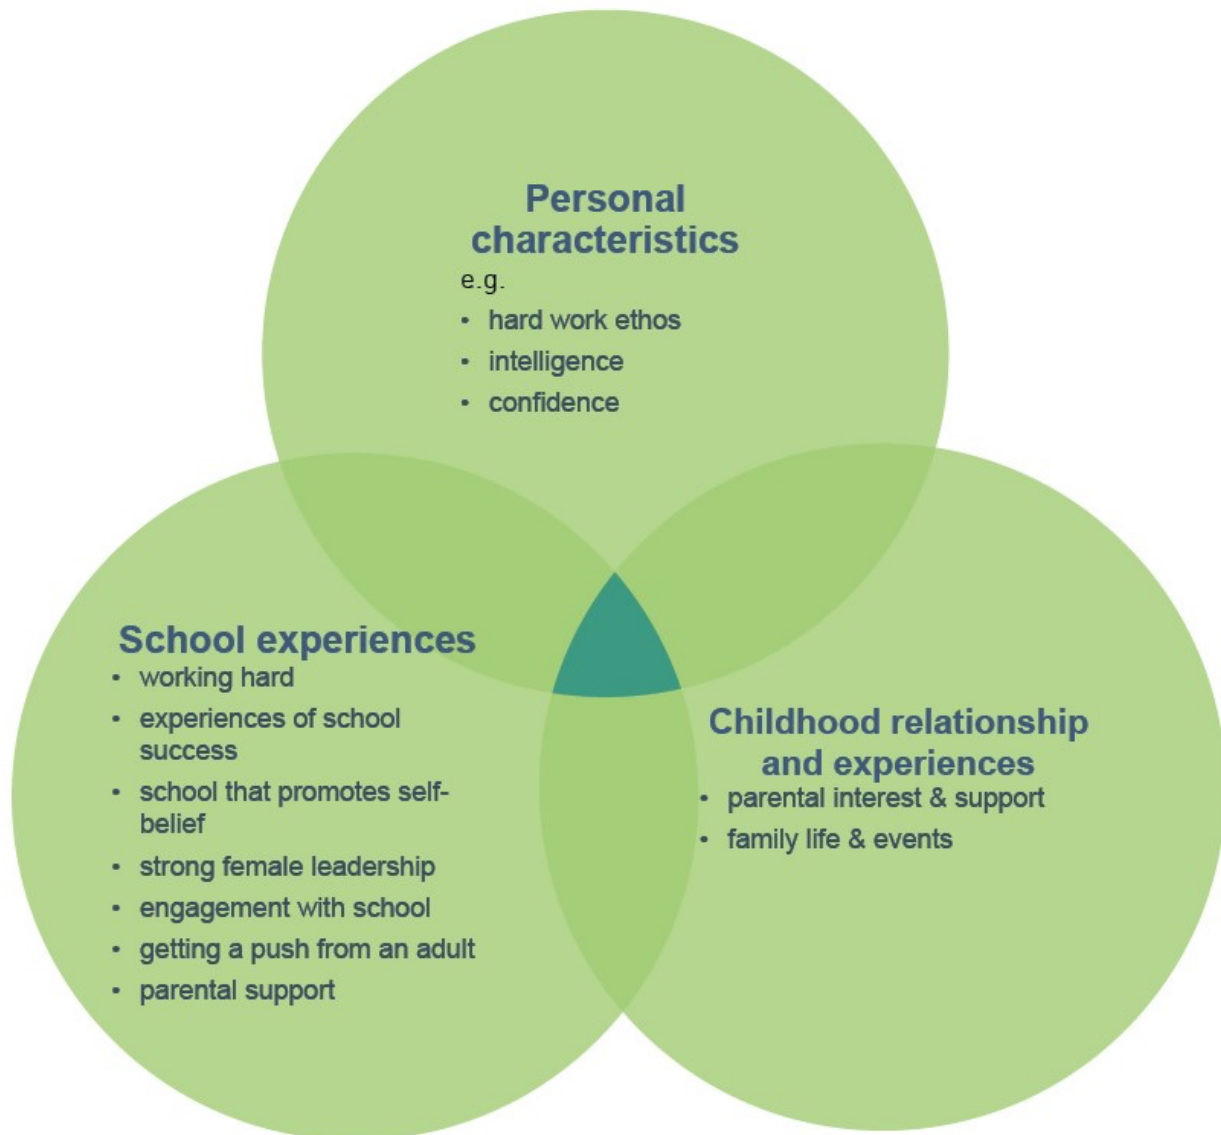 Personal
characteristics
e.g.
• hard work ethos
• intelligence
• confidence
School experiences
• working hard
• experiences of school
success
• school that promotes self-
belief
• strong female leadership
• engagement with school
• getting a push from an adult
• parental support
Childhood relationship
and experiences
• parental interest & support
• family life & events